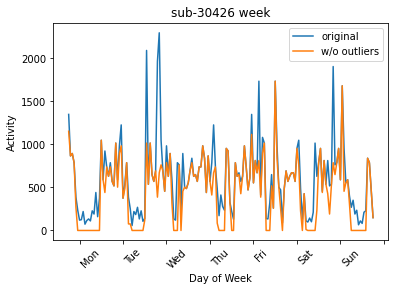 sub-30426 week
original
w/o outliers
Activity
2000
1500
1000
500
0
Mon
Tue
Wed
Thu
Fri
Sat
Sun
Day of Week